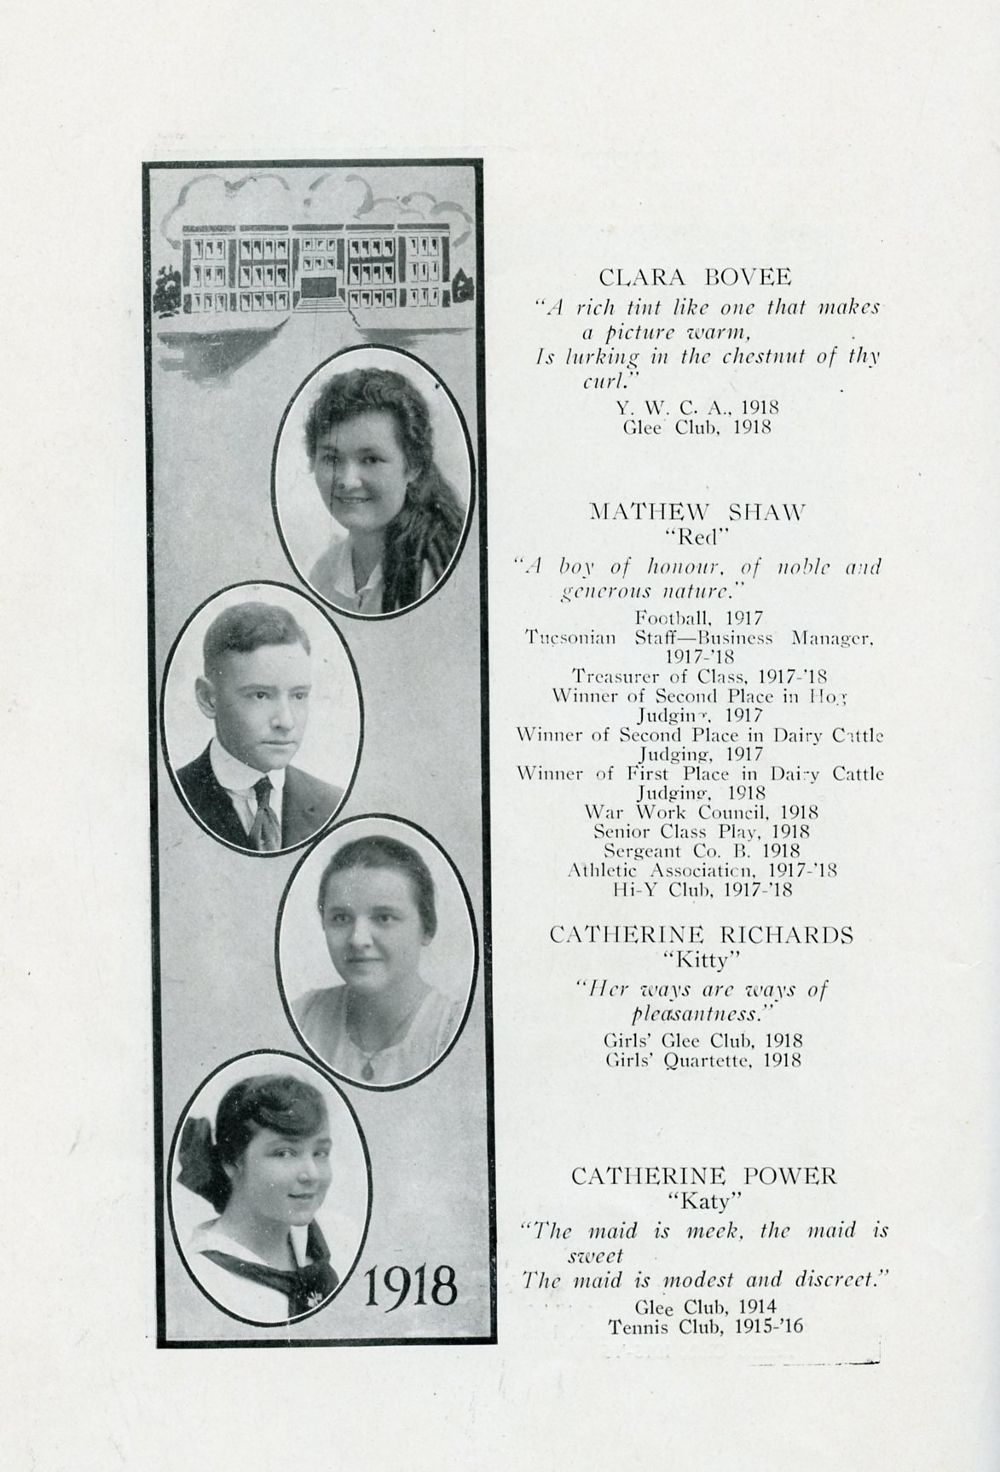 CLARA BOVEE
"A rich tint like one that makes
a picture warm,
Is lurking in the chestnut of thy
curl."
Y. W. C. A., 1918
Glee Club, 1918
MATHEW SHAW
"Red"
"A boy of honour, of noble and
generous nature."
Football, 1917
Tucsonian Staff—Business Manager,
1917-'18
Treasurer of Class, 1917-'18
Winner of Second Place in Hog
Judging, 1917
Winner of Second Place in Dairy Cattle
Judging, 1917
Winner of First Place in Dairy Cattle
Judging, 1918
War Work Council, 1918
Senior Class Play, 1918
Sergeant Co. B. 1918
Athletic Association, 1917-'18
Hi-Y Club, 1917-'18
CATHERINE RICHARDS
"Kitty"
"Her ways are ways of
pleasantness."
Girls' Glee Club, 1918
Girls' Quartette, 1918
CATHERINE POWER
"Katy"
"The maid is meek, the maid is
sweet
The maid is modest and discreet."
Glee Club, 1914
Tennis Club, 1915-'16
1918